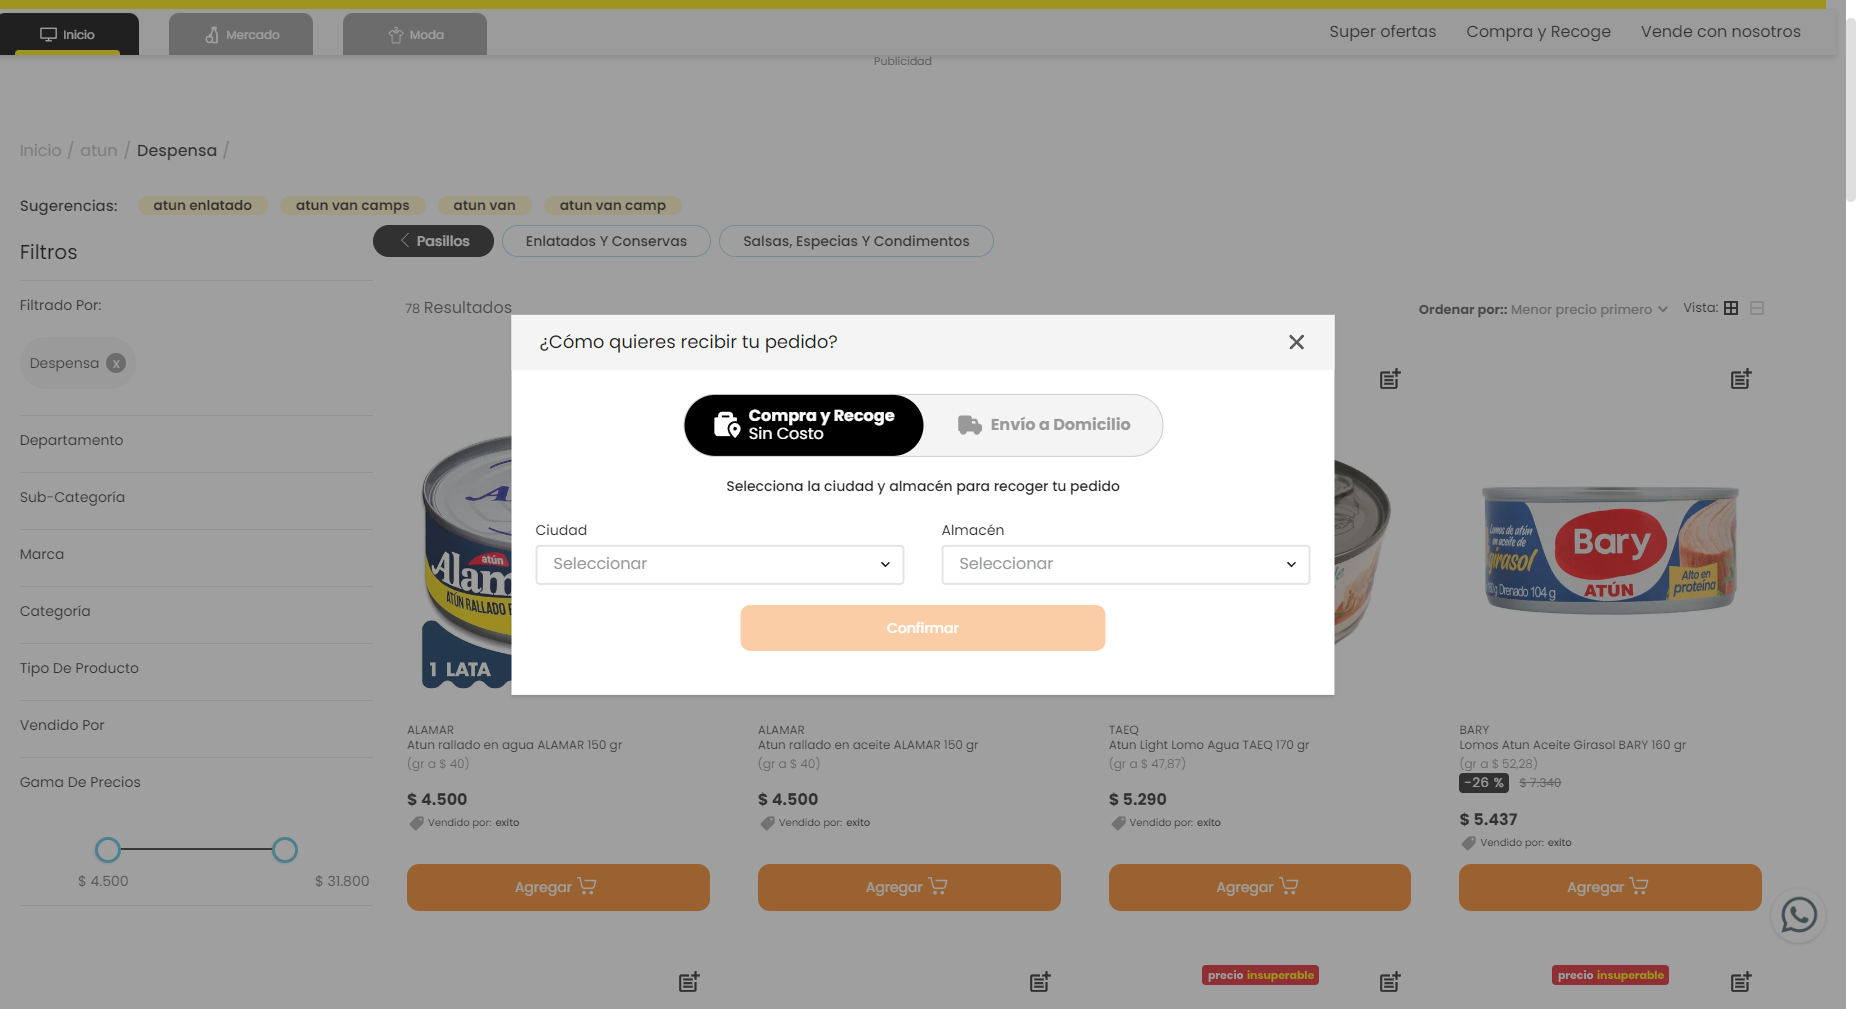 Inicio
Mercado
Moda
Super ofertas
Compra y Recoge
Vende con nosotros
Publicidad
Inicio / atun / Despensa /
Sugerencias:
atun enlatado
atun van camps
atun van
atun van camp
Pasillos
Enlatados Y Conservas
Salsas, Especias Y Condimentos
Filtros
Filtrado Por:
Despensa x
Departamento
Sub-Categoría
Marca
Categoría
Tipo De Producto
Vendido Por
Gama De Precios
$ 4.500
$ 31.800
78 Resultados
Ordenar por:: Menor precio primero
Vista:
¿Cómo quieres recibir tu pedido?
Compra y Recoge
Sin Costo
Envío a Domicilio
Selecciona la ciudad y almacén para recoger tu pedido
Ciudad
Seleccionar
Almacén
Seleccionar
Confirmar
atún
Alam
ATÚN RALLADO
1 LATA
Lomos de atún
en aceite de
girasol
Bary
ATÚN
Alto en
proteína
Drenado 104 g
ALAMAR
Atun rallado en agua ALAMAR 150 gr
(gr a $ 40)
$ 4.500
Vendido por: exito
Agregar
ALAMAR
Atun rallado en aceite ALAMAR 150 gr
(gr a $ 40)
$ 4.500
Vendido por: exito
Agregar
TAEQ
Atun Light Lomo Agua TAEQ 170 gr
(gr a $ 47,87)
$ 5.290
Vendido por: exito
Agregar
BARY
Lomos Atun Aceite Girasol BARY 160 gr
(gr a $ 52,28)
-26 % $ 7.340
$ 5.437
Vendido por: exito
Agregar
precio insuperable
precio insuperable